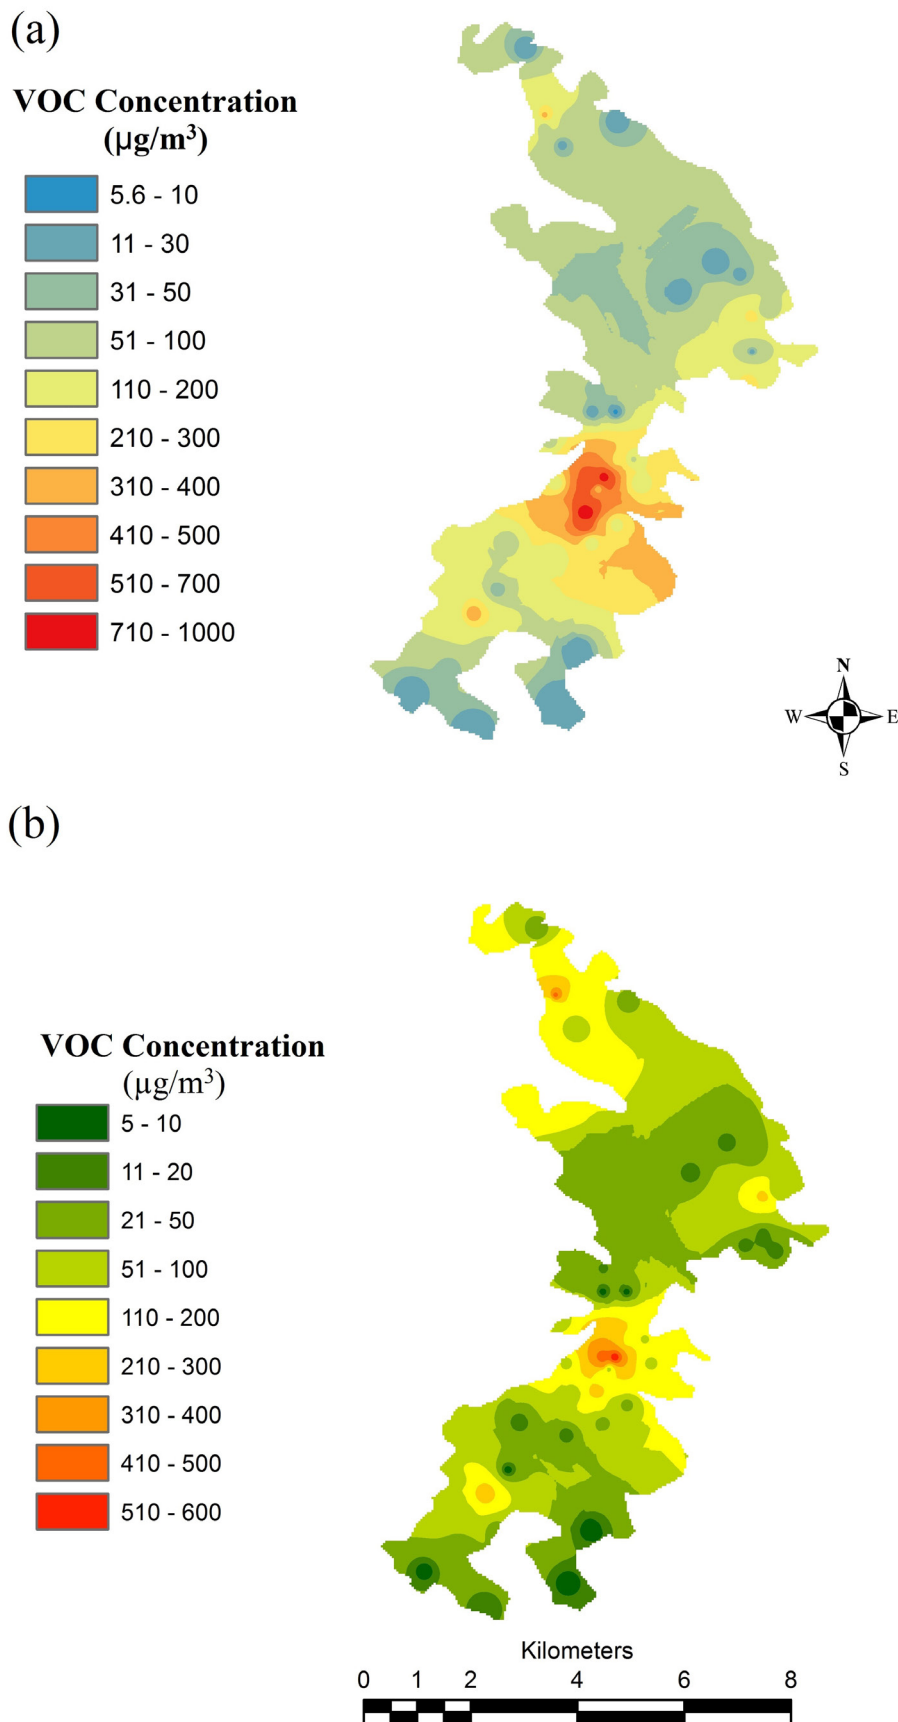 (a)
VOC Concentration
(µg/m³)
5.6 - 10
11 - 30
31 - 50
51 - 100
110 - 200
210 - 300
310 - 400
410 - 500
510 - 700
710 - 1000
N
W E
S
(b)
VOC Concentration
(µg/m³)
5 - 10
11 - 20
21 - 50
51 - 100
110 - 200
210 - 300
310 - 400
410 - 500
510 - 600
Kilometers
0 1 2 4 6 8